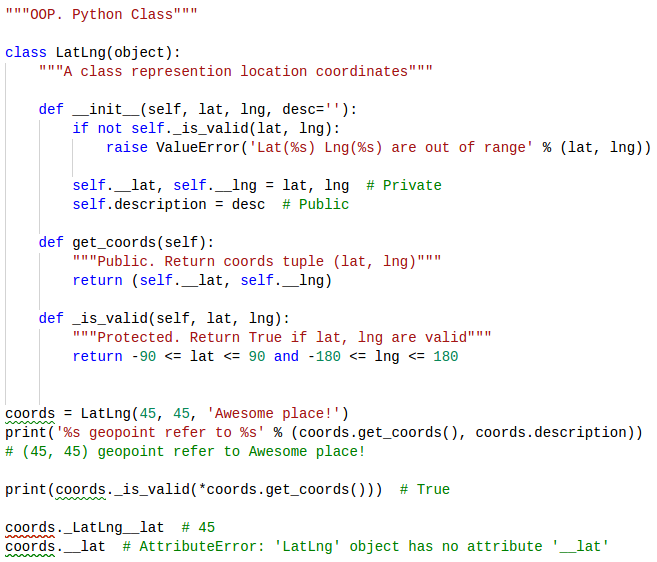 """OOP. Python Class"""
class LatLng(object):
"""A class represention location coordinates"""
def __init__(self, lat, lng, desc=''):
if not self._is_valid(lat, lng):
raise ValueError('Lat(%s) Lng(%s) are out of range' % (lat, lng))
self.__lat, self.__lng = lat, lng  # Private
self.description = desc  # Public
def get_coords(self):
"""Public. Return coords tuple (lat, lng)"""
return (self.__lat, self.__lng)
def _is_valid(self, lat, lng):
"""Protected. Return True if lat, lng are valid"""
return -90 <= lat <= 90 and -180 <= lng <= 180
coords = LatLng(45, 45, 'Awesome place!')
print('%s geopoint refer to %s' % (coords.get_coords(), coords.description))
# (45, 45) geopoint refer to Awesome place!
print(coords._is_valid(*coords.get_coords()))  # True
coords._LatLng__lat  # 45
coords.__lat  # AttributeError: 'LatLng' object has no attribute '__lat'